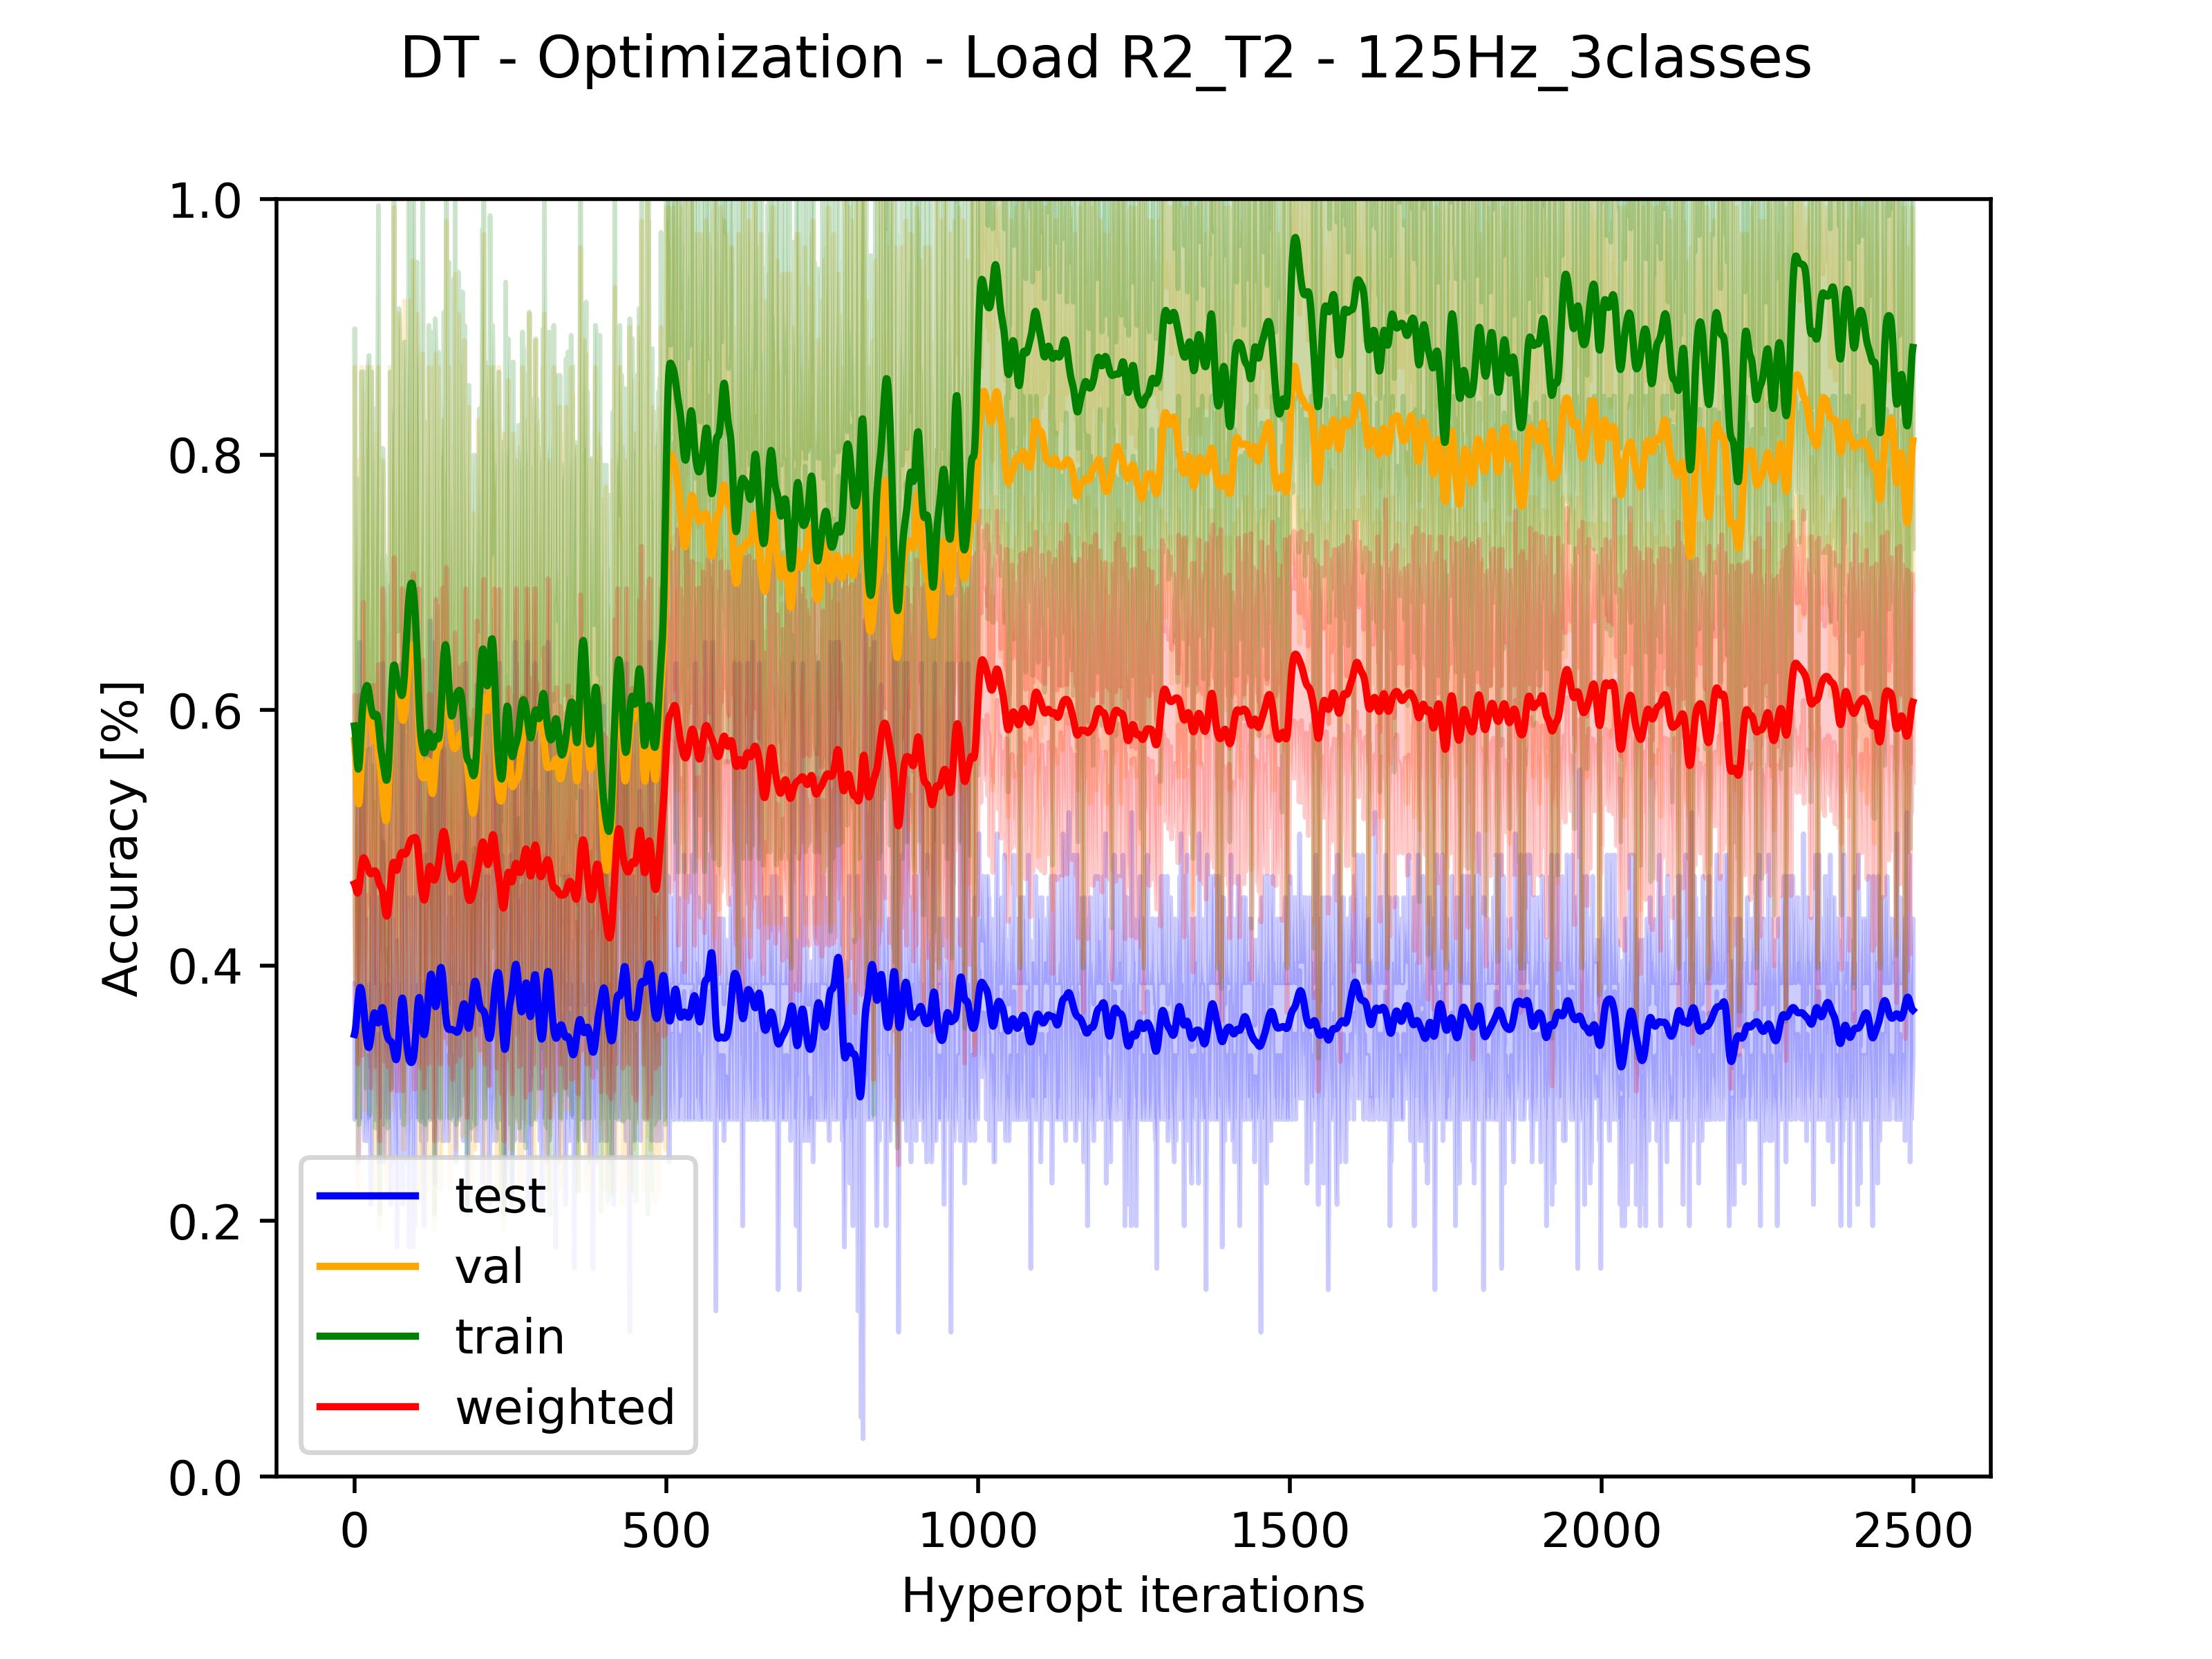 DT - Optimization - Load R2_T2 - 125Hz_3classes
1.0
0.8
0.6
0.4
0.2
0.0
Accuracy [%]
test
val
train
weighted
0 500 1000 1500 2000 2500
Hyperopt iterations